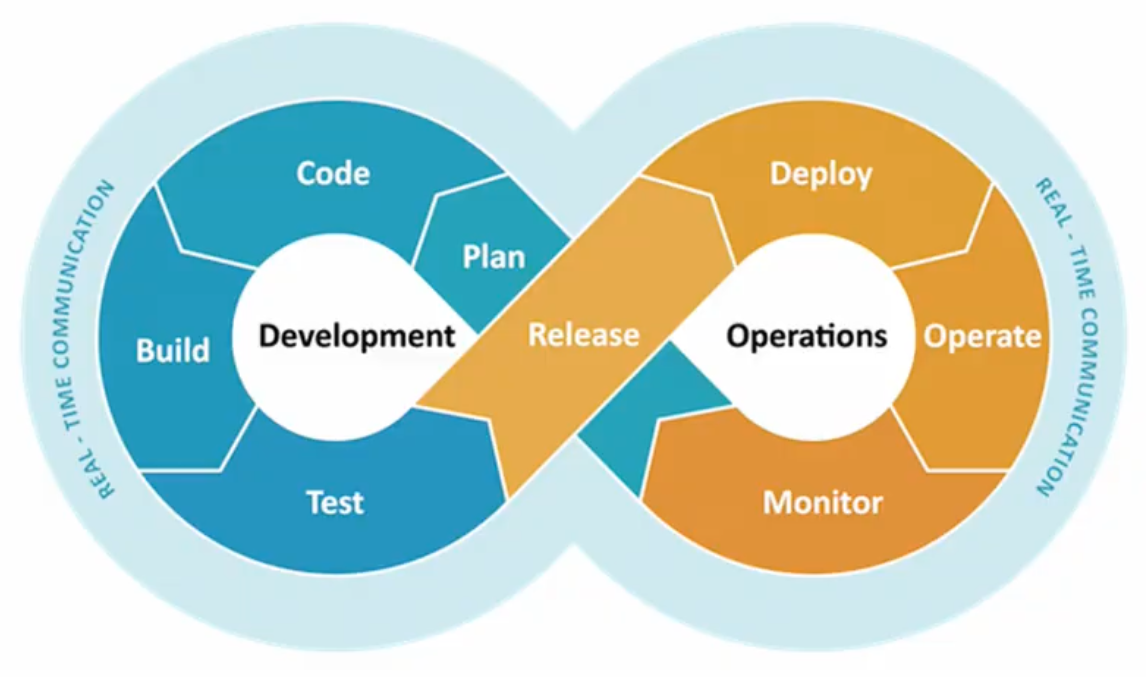 Code
Deploy
Plan
Build
Development
Release
Operations
Operate
Test
Monitor
REAL - TIME COMMUNICATION
REAL - TIME COMMUNICATION